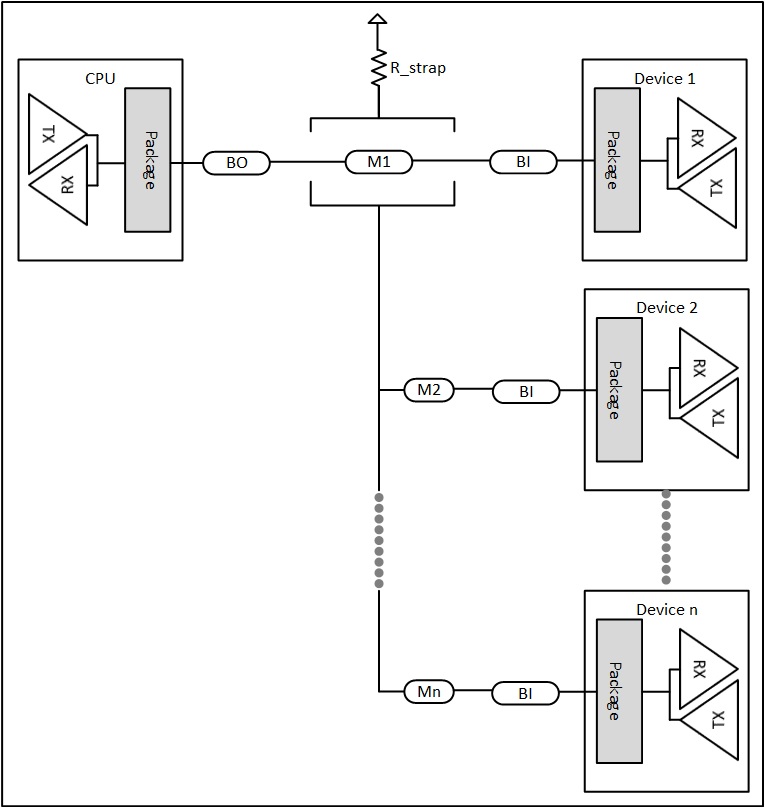 R_strap
CPU
TX
RX
Package
BO
M1
BI
Device 1
Package
RX
TX
Device 2
M2
BI
Package
RX
TX
Device n
Mn
BI
Package
RX
TX